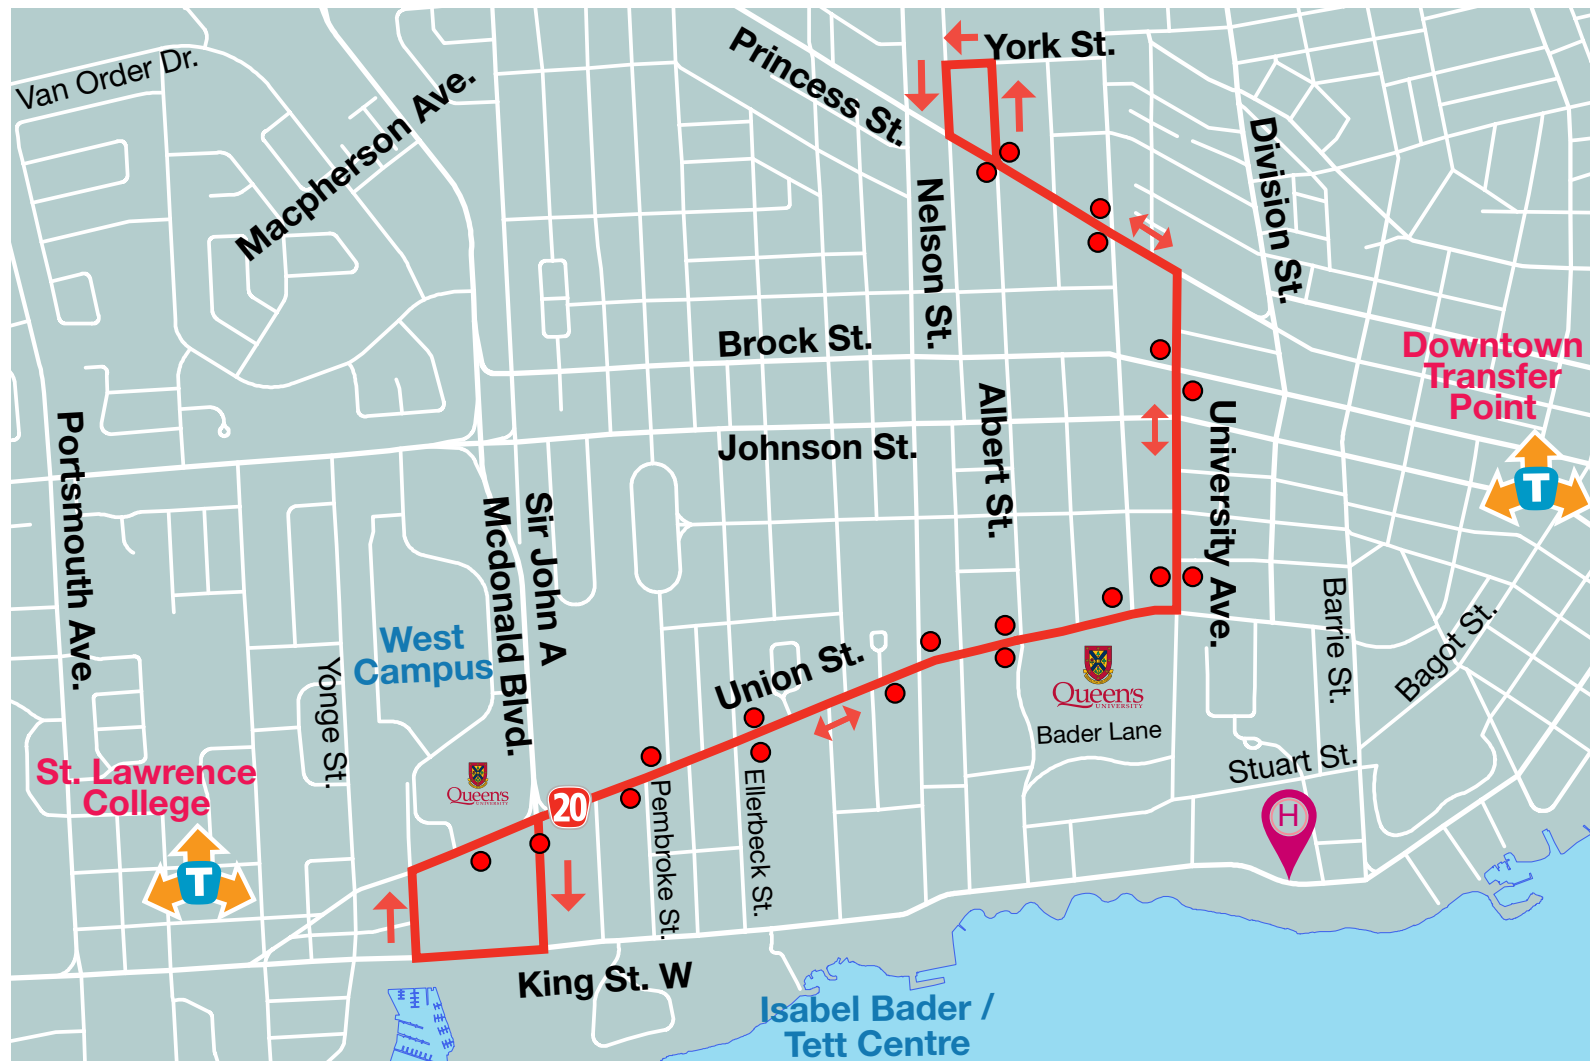 York St.
Princess St.
Van Order Dr.
Macpherson Ave.
Division St.
Nelson St.
Brock St.
Downtown
Transfer
Point
Albert St.
University Ave.
Portsmouth Ave.
Johnson St.
T
Sir John A
Mcdonald Blvd.
Barrie St.
Bagot St.
West
Campus
Union St.
Yonge St.
Queen's
UNIVERSITY
Bader Lane
Stuart St.
St. Lawrence
College
Queen's
UNIVERSITY
20
Pembroke St.
Ellerbeck St.
H
T
King St. W
Isabel Bader /
Tett Centre